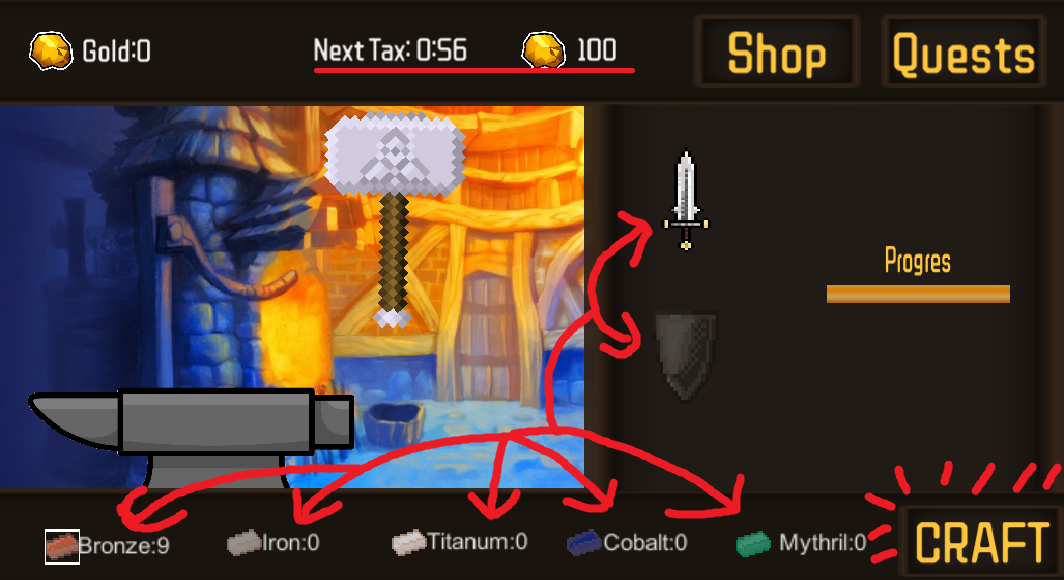 Gold:0
Next Tax: 0:56
100
Shop
Quests
Progres
Bronze:9
Iron:0
Titanum:0
Cobalt:0
Mythril:0
CRAFT